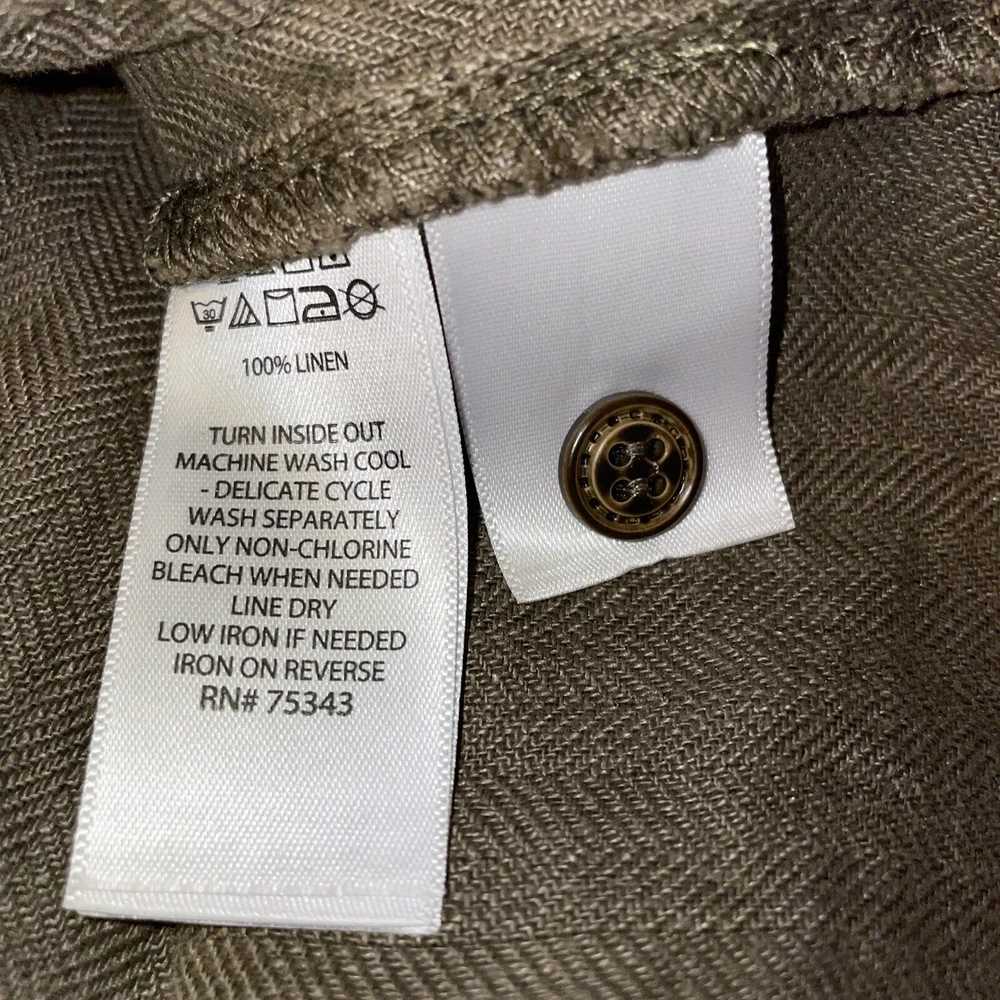 30
100% LINEN
TURN INSIDE OUT
MACHINE WASH COOL
- DELICATE CYCLE
WASH SEPARATELY
ONLY NON-CHLORINE
BLEACH WHEN NEEDED
LINE DRY
LOW IRON IF NEEDED
IRON ON REVERSE
RN# 75343